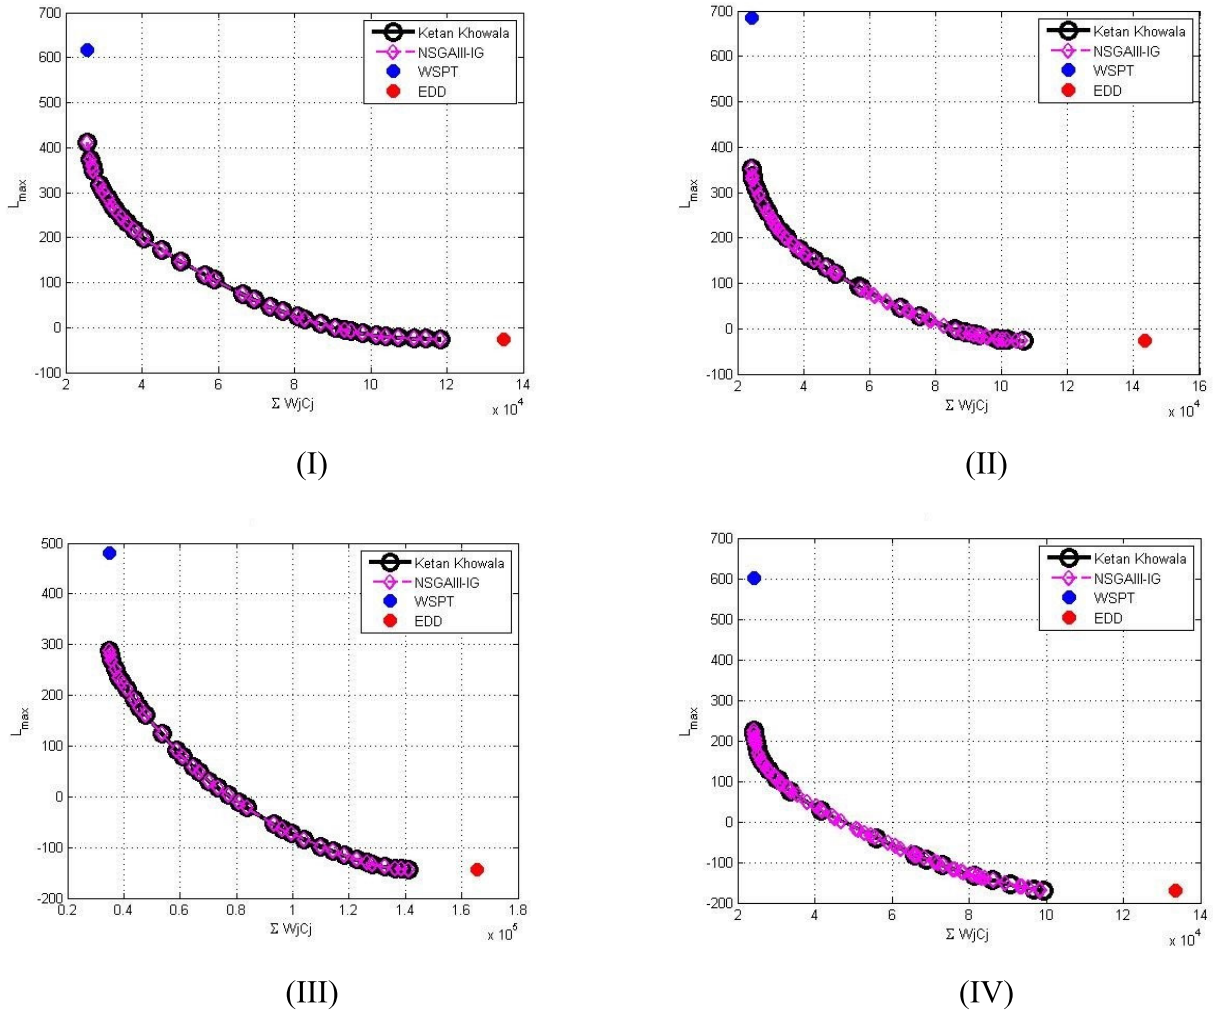 700
600
500
400
300
200
100
0
-100
L_max
2 4 6 8 10 12 14
Σ WjCj
x 10^4
Ketan Khowala
NSGAIII-IG
WSPT
EDD
(I)
700
600
500
400
300
200
100
0
-100
L_max
2 4 6 8 10 12 14 16
Σ WjCj
x 10^4
Ketan Khowala
NSGAIII-IG
WSPT
EDD
(II)
500
400
300
200
100
0
-100
-200
L_max
0.2 0.4 0.6 0.8 1 1.2 1.4 1.6 1.8
Σ WjCj
x 10^5
Ketan Khowala
NSGAIII-IG
WSPT
EDD
(III)
700
600
500
400
300
200
100
0
-100
-200
L_max
2 4 6 8 10 12 14
Σ WjCj
x 10^4
Ketan Khowala
NSGAIII-IG
WSPT
EDD
(IV)